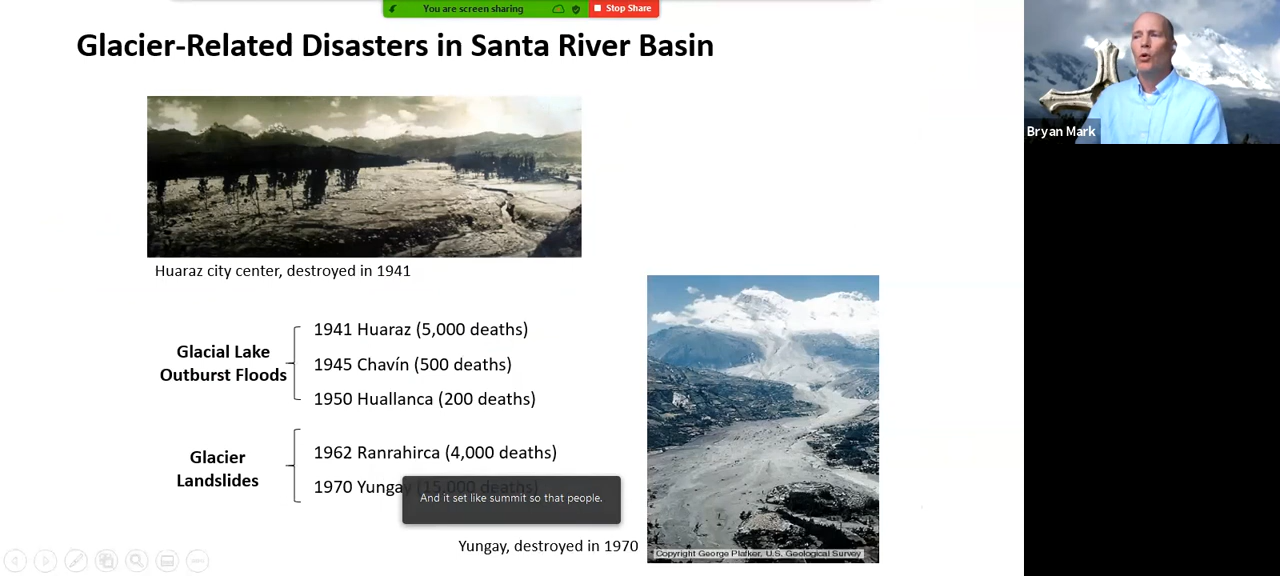 You are screen sharing
Stop Share
Glacier-Related Disasters in Santa River Basin
Bryan Mark
Huaraz city center, destroyed in 1941
Glacial Lake
Outburst Floods
1941 Huaraz (5,000 deaths)
1945 Chavín (500 deaths)
1950 Huallanca (200 deaths)
Glacier
Landslides
1962 Ranrahirca (4,000 deaths)
1970 Yungay (15,000 deaths)
And it set like summit so that people.
Yungay, destroyed in 1970
Copyright George Plafker, U.S. Geological Survey